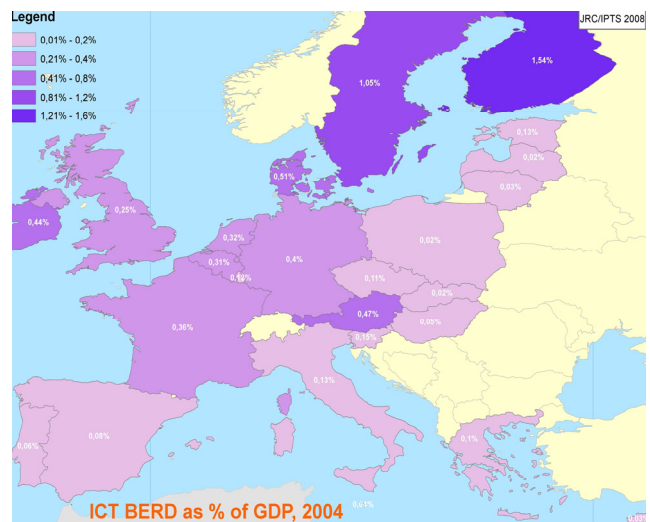 Legend
JRC/IPTS 2008
0,01% - 0,2%
0,21% - 0,4%
0,41% - 0,8%
0,81% - 1,2%
1,21% - 1,6%
1,54%
1,05%
0,13%
0,02%
0,03%
0,51%
0,44%
0,25%
0,32%
0,31%
0,4%
0,02%
0,11%
0,02%
0,47%
0,05%
0,15%
0,36%
0,13%
0,08%
0,06%
0,1%
ICT BERD as % of GDP, 2004
0,03%